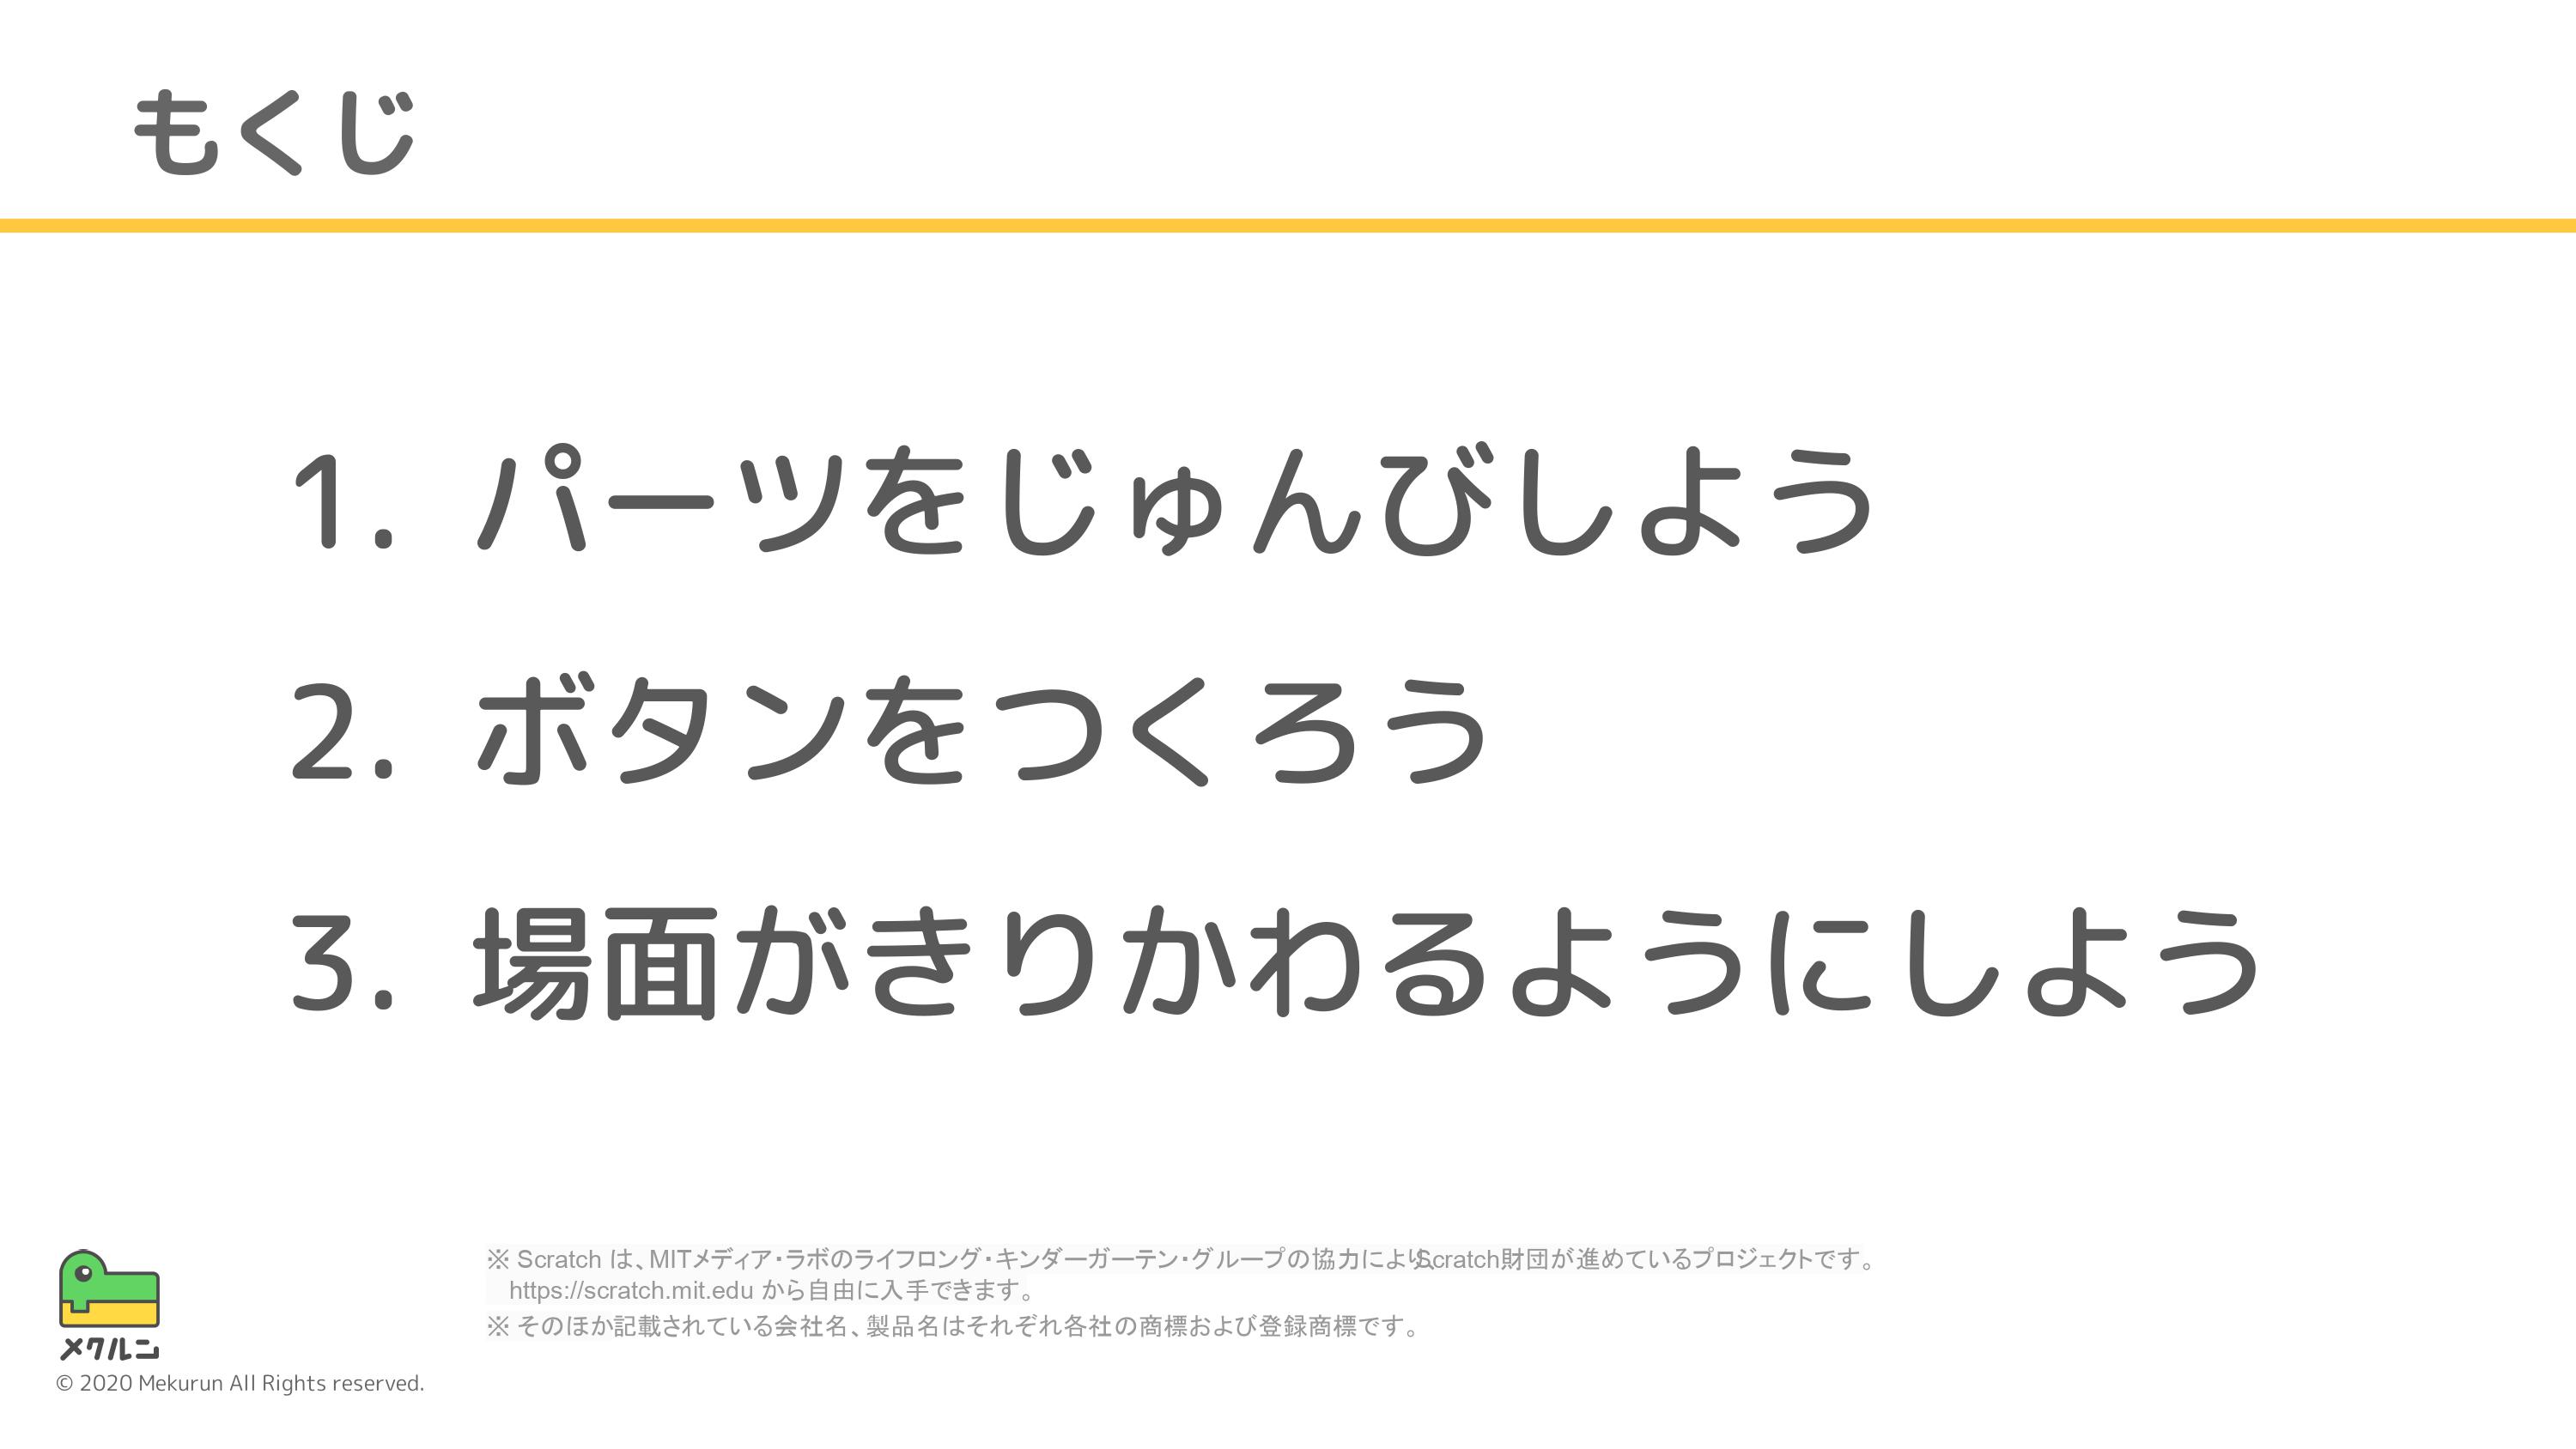 もくじ
1. パーツをじゅんびしよう
2. ボタンをつくろう
3. 場面がきりかわるようにしよう
※ Scratch は、MITメディア・ラボのライフロング・キンダーガーテン・グループの協力により、Scratch財団が進めているプロジェクトです。
https://scratch.mit.edu から自由に入手できます。
※ そのほか記載されている会社名、製品名はそれぞれ各社の商標および登録商標です。
メクルン
© 2020 Mekurun All Rights reserved.